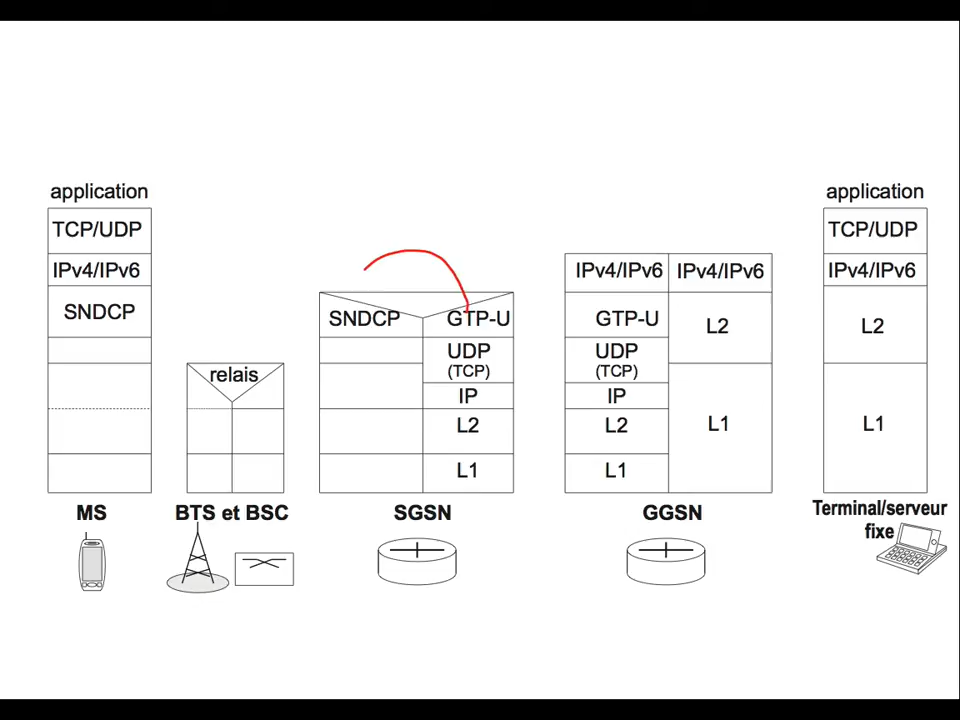 application
TCP/UDP
IPv4/IPv6
SNDCP
MS
relais
BTS et BSC
SNDCP
GTP-U
UDP
(TCP)
IP
L2
L1
SGSN
IPv4/IPv6
IPv4/IPv6
GTP-U
L2
UDP
(TCP)
IP
L2
L1
L1
GGSN
application
TCP/UDP
IPv4/IPv6
L2
L1
Terminal/serveur
fixe